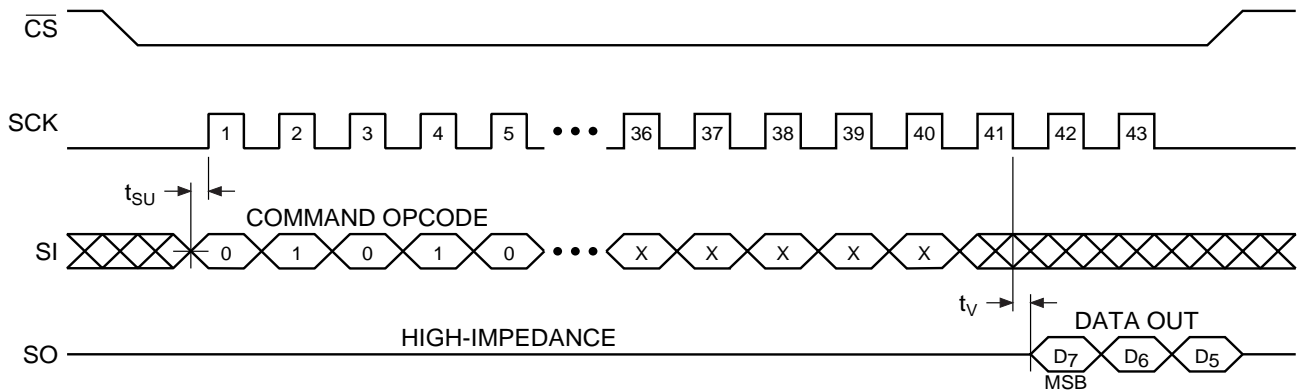 CS
SCK
1 2 3 4 5 36 37 38 39 40 41 42 43
tSU
COMMAND OPCODE
SI
0 1 0 1 0 X X X X X
tV
DATA OUT
HIGH-IMPEDANCE
SO
D7 D6 D5
MSB